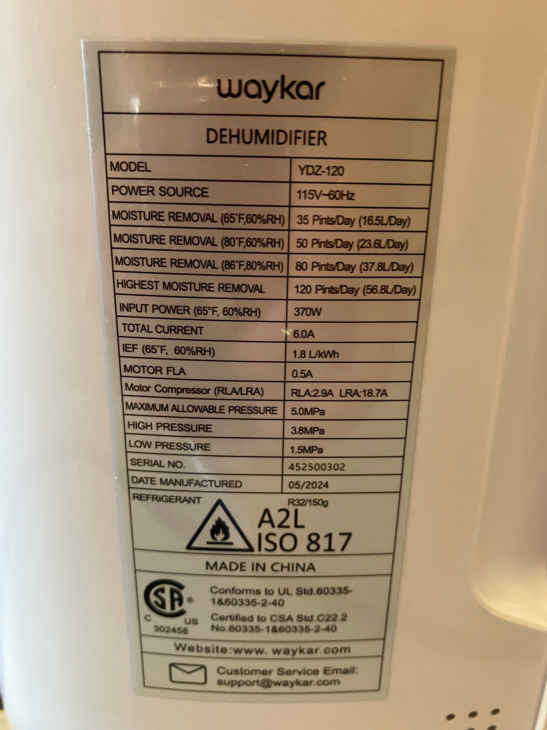 waykar
DEHUMIDIFIER
MODEL YDZ-120
POWER SOURCE 115V~60Hz
MOISTURE REMOVAL (65°F,60%RH) 35 Pints/Day (16.5L/Day)
MOISTURE REMOVAL (80°F,60%RH) 50 Pints/Day (23.6L/Day)
MOISTURE REMOVAL (86°F,80%RH) 80 Pints/Day (37.8L/Day)
HIGHEST MOISTURE REMOVAL 120 Pints/Day (56.8L/Day)
INPUT POWER (65°F, 60%RH) 370W
TOTAL CURRENT 6.0A
IEF (65°F, 60%RH) 1.8 L/kWh
MOTOR FLA 0.5A
Motor Compressor (RLA/LRA) RLA:2.9A LRA:18.7A
MAXIMUM ALLOWABLE PRESSURE 5.0MPa
HIGH PRESSURE 3.8MPa
LOW PRESSURE 1.5MPa
SERIAL NO. 452500302
DATE MANUFACTURED 05/2024
REFRIGERANT R32/150g
A2L
ISO 817
MADE IN CHINA
SA ®
C US
302458
Conforms to UL Std.60335-
1&60335-2-40
Certified to CSA Std.C22.2
No.60335-1&60335-2-40
Website:www. waykar.com
Customer Service Email:
support@waykar.com